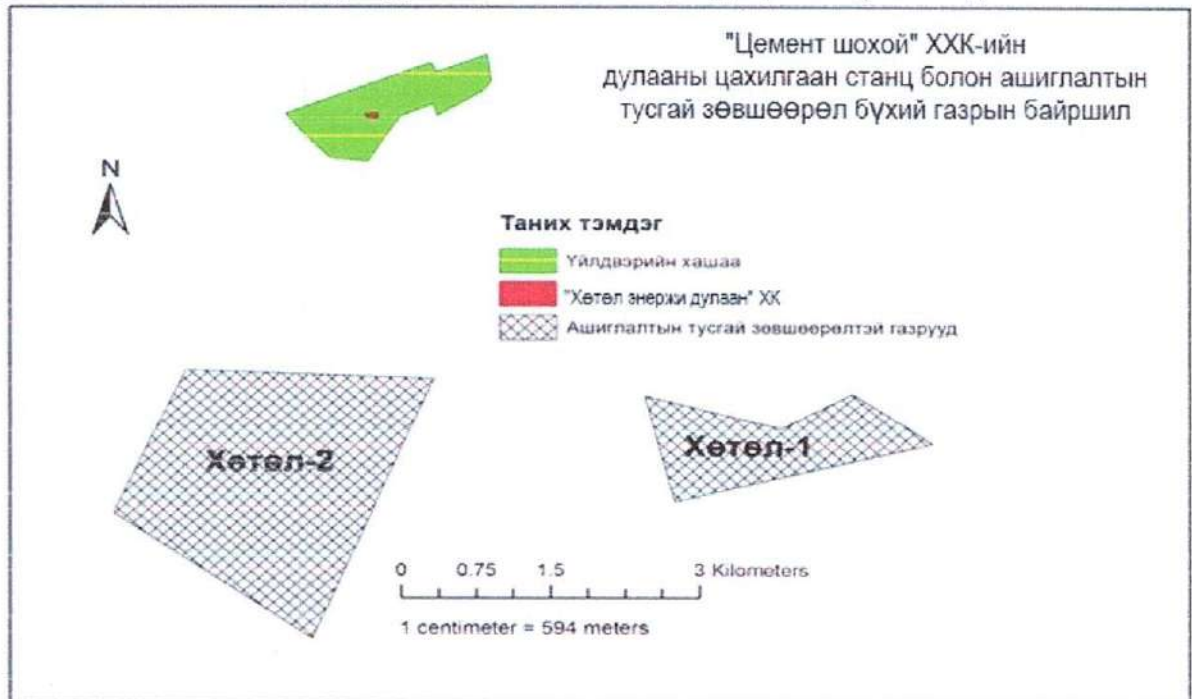 "Цемент шохой" ХХК-ийн
дулааны цахилгаан станц болон ашиглалтын
тусгай зөвшөөрөл бүхий газрын байршил
N
Таних тэмдэг
Үйлдвэрийн хашаа
"Хөтөл энержи дулаан" ХК
Ашиглалтын тусгай зөвшөөрөлтэй газрууд
Хөтөл-2
Хөтөл-1
0 0.75 1.5 3 Kilometers
1 centimeter = 594 meters